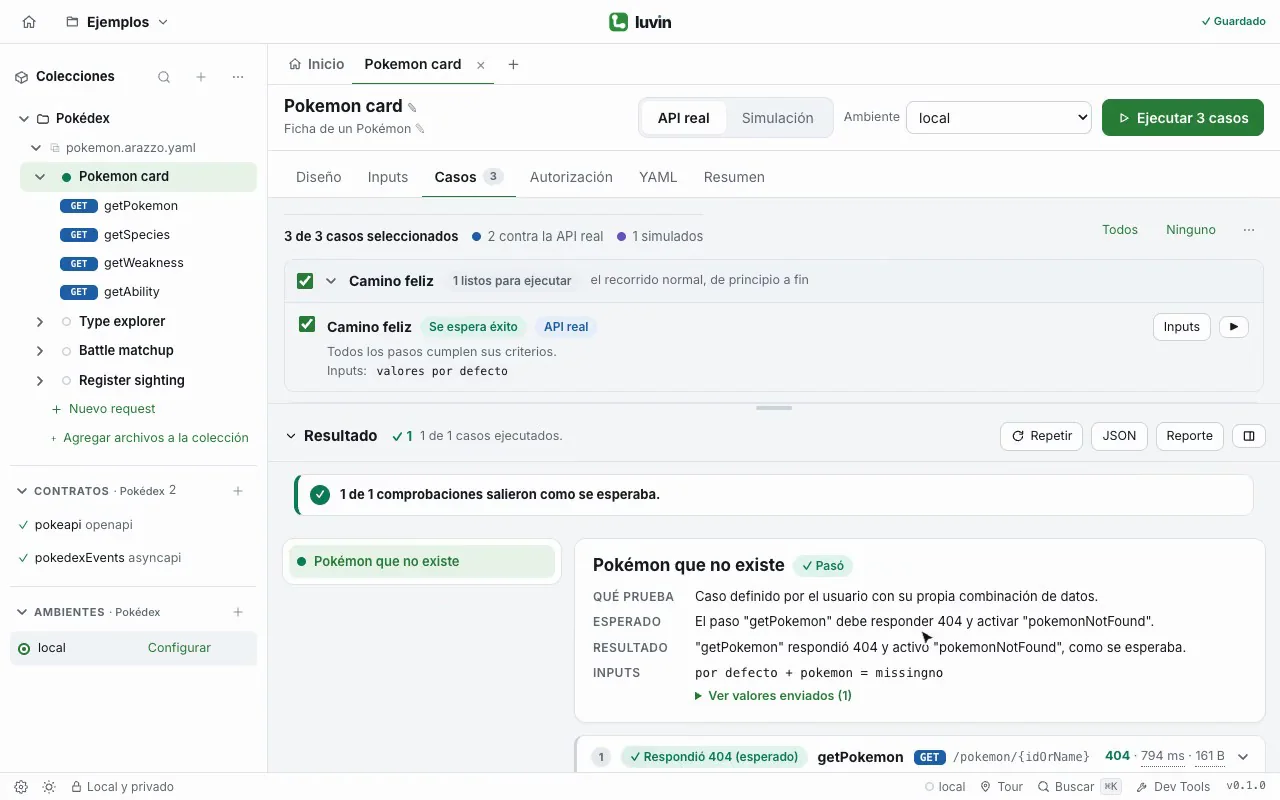 Ejemplos
luvin
Guardado
Colecciones
Pokédex
pokemon.arazzo.yaml
Pokemon card
GET getPokemon
GET getSpecies
GET getWeakness
GET getAbility
Type explorer
Battle matchup
Register sighting
+ Nuevo request
+ Agregar archivos a la colección
CONTRATOS · Pokédex 2
pokeapi openapi
pokedexEvents asyncapi
AMBIENTES · Pokédex
local Configurar
Inicio Pokemon card
Pokemon card
Ficha de un Pokémon
API real Simulación Ambiente local Ejecutar 3 casos
Diseño Inputs Casos 3 Autorización YAML Resumen
3 de 3 casos seleccionados 2 contra la API real 1 simulados Todos Ninguno ···
Camino feliz 1 listos para ejecutar el recorrido normal, de principio a fin
Camino feliz Se espera éxito API real Inputs
Todos los pasos cumplen sus criterios.
Inputs: valores por defecto
Resultado ✓ 1 1 de 1 casos ejecutados. Repetir JSON Reporte
1 de 1 comprobaciones salieron como se esperaba.
Pokémon que no existe
Pokémon que no existe ✓ Pasó
QUÉ PRUEBA Caso definido por el usuario con su propia combinación de datos.
ESPERADO El paso "getPokemon" debe responder 404 y activar "pokemonNotFound".
RESULTADO "getPokemon" respondió 404 y activó "pokemonNotFound", como se esperaba.
INPUTS por defecto + pokemon = missingno
Ver valores enviados (1)
1 ✓ Respondió 404 (esperado) getPokemon GET /pokemon/{idOrName} 404 · 794 ms · 161 B
Local y privado local Tour Buscar ⌘K Dev Tools v0.1.0